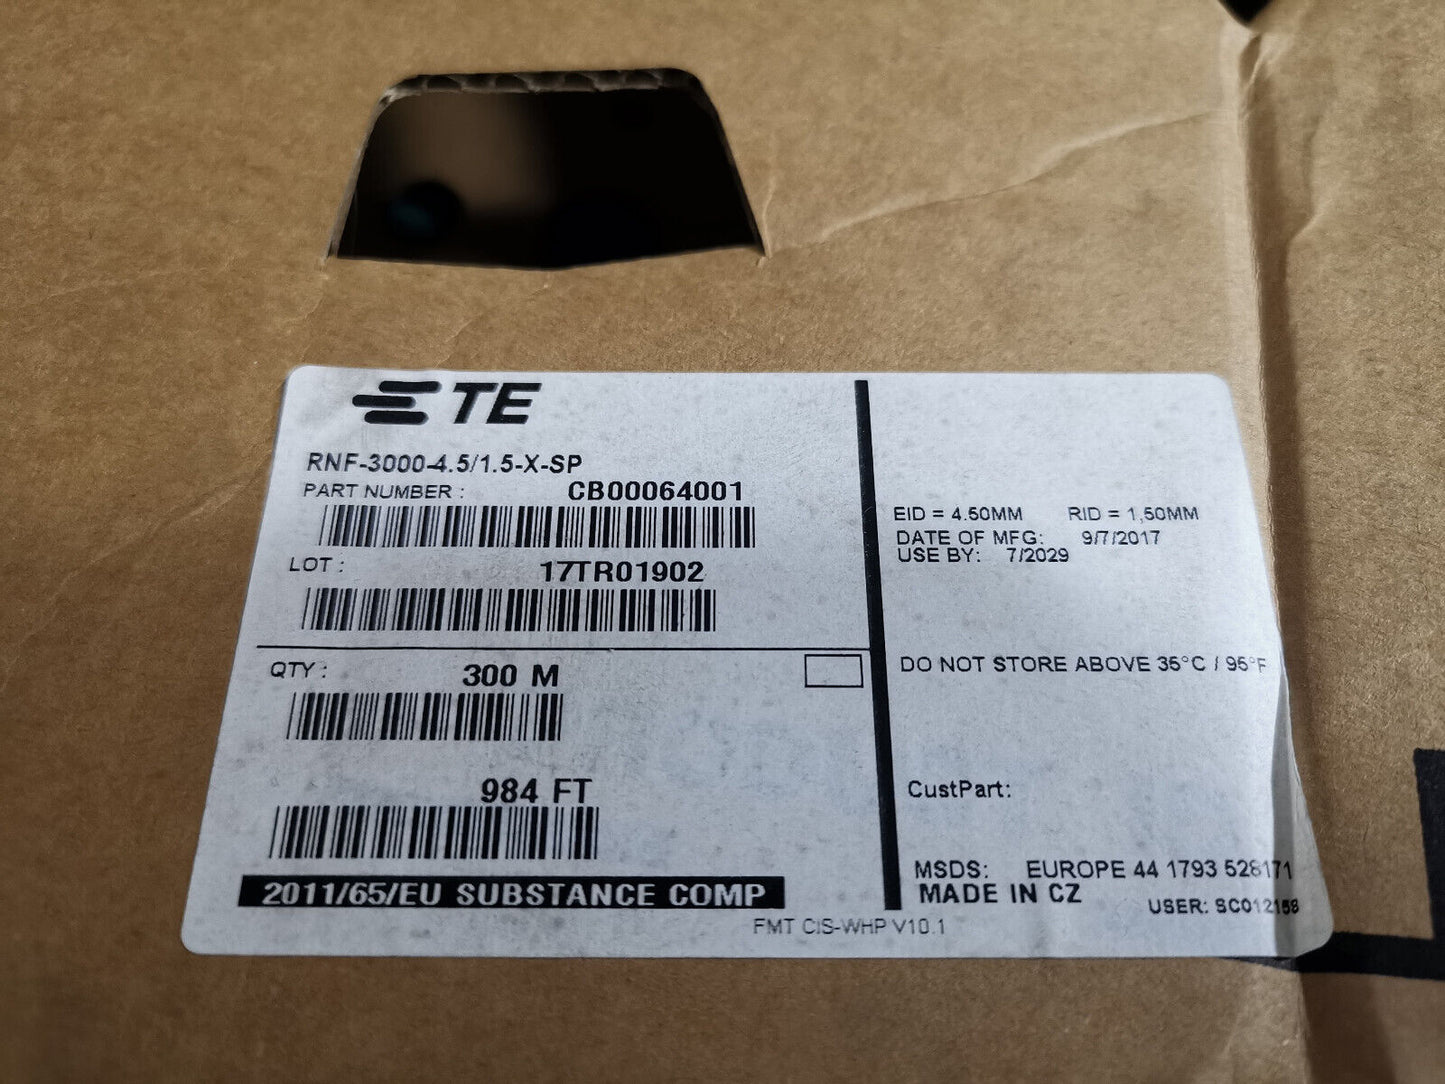 TE
RNF-3000-4.5/1.5-X-SP
PART NUMBER : CB00064001
LOT : 17TR01902
QTY : 300 M
984 FT
2011/65/EU SUBSTANCE COMP
EID = 4.50MM RID = 1,50MM
DATE OF MFG: 9/7/2017
USE BY: 7/2029
DO NOT STORE ABOVE 35°C / 95°F
CustPart:
MSDS: EUROPE 44 1793 528171
MADE IN CZ
USER: SC012158
FMT CIS-WHP V10.1